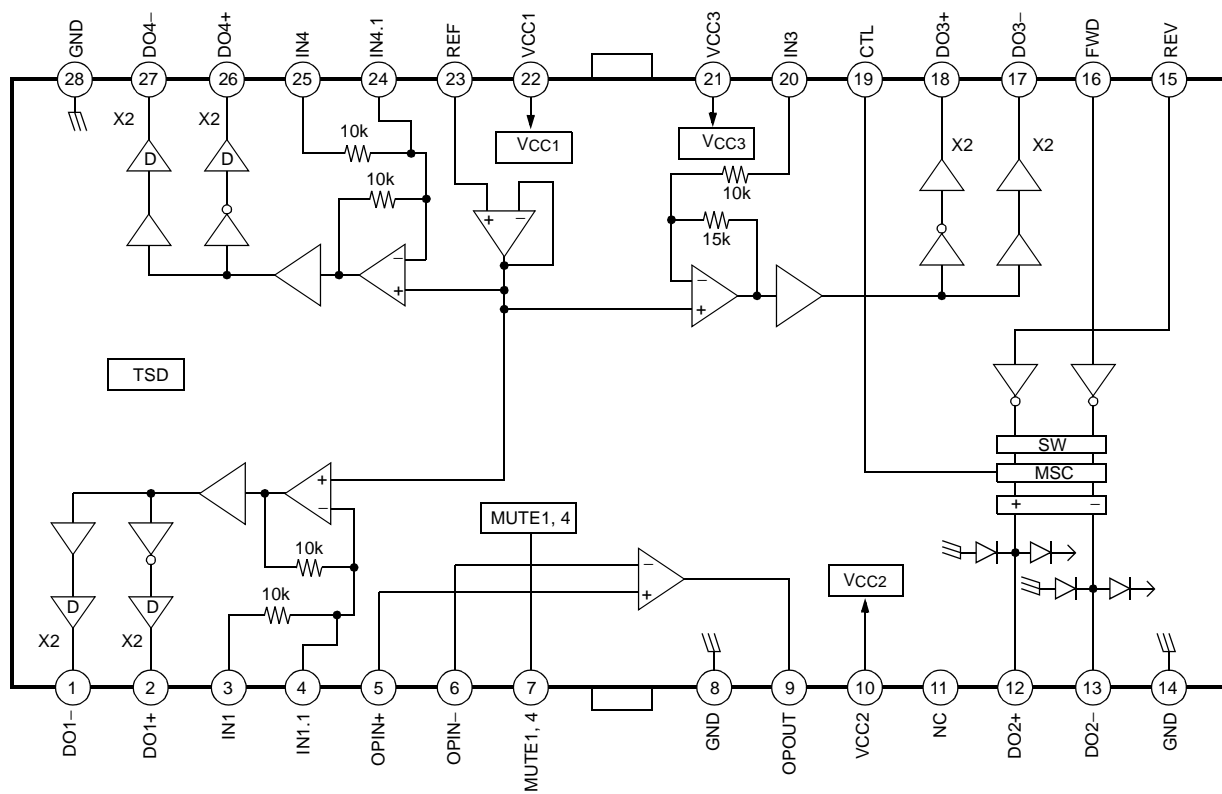 GND
DO4−
DO4+
IN4
IN4.1
REF
VCC1
VCC3
IN3
CTL
DO3+
DO3−
FWD
REV
28
27
26
25
24
23
22
21
20
19
18
17
16
15
X2
X2
10k
VCC1
VCC3
X2
X2
D
D
10k
10k
+ −
15k
−
+
−
+
TSD
SW
MSC
+ −
+
−
MUTE1, 4
10k
−
+
VCC2
D
D
10k
X2
X2
1
2
3
4
5
6
7
8
9
10
11
12
13
14
DO1−
DO1+
IN1
IN1.1
OPIN+
OPIN−
MUTE1, 4
GND
OPOUT
VCC2
NC
DO2+
DO2−
GND